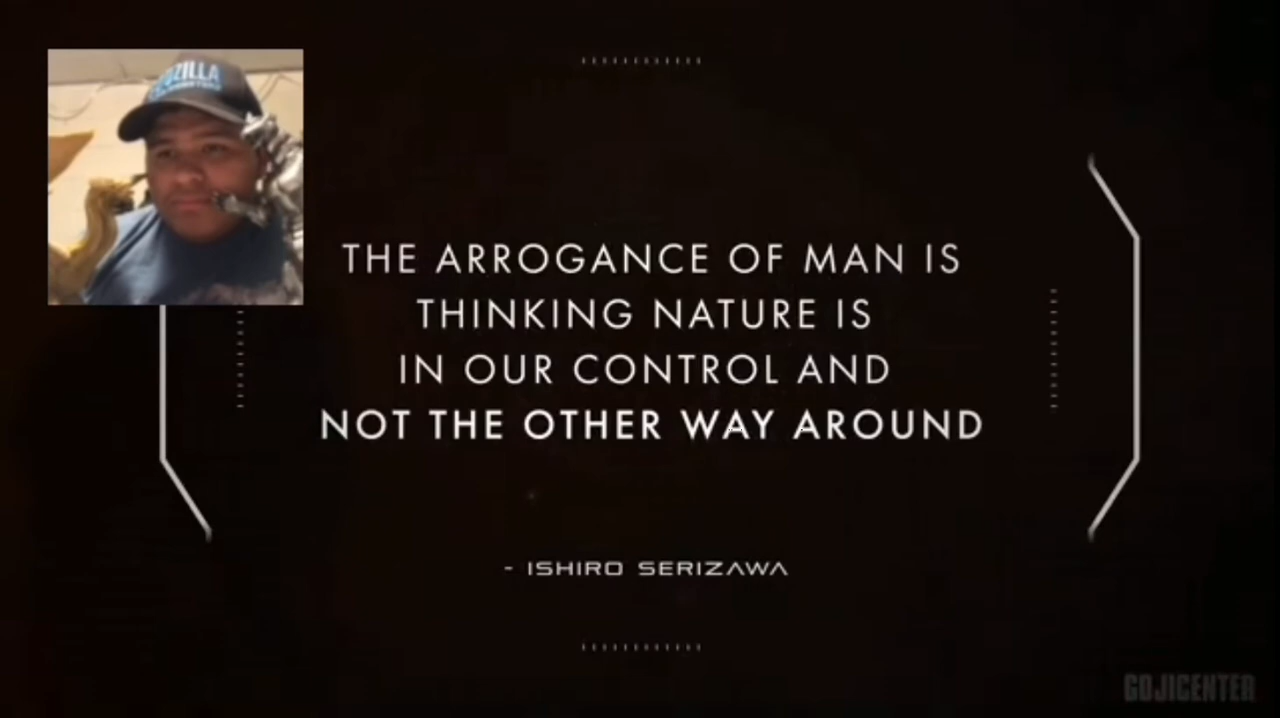 ZILLA
THE ARROGANCE OF MAN IS
THINKING NATURE IS
IN OUR CONTROL AND
NOT THE OTHER WAY AROUND
- ISHIRO SERIZAWA
GOJICENTER